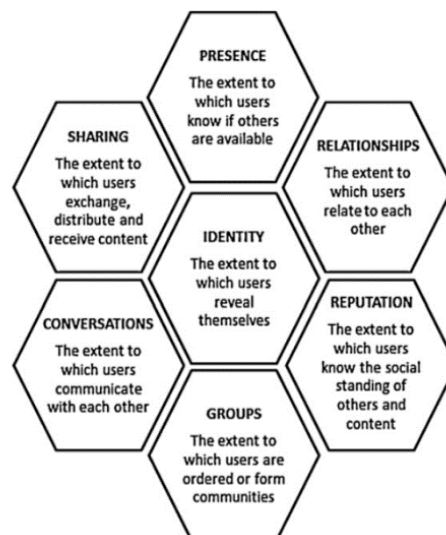 PRESENCE
The extent to
which users
know if others
are available
SHARING
The extent to
which users
exchange,
distribute and
receive content
RELATIONSHIPS
The extent to
which users
relate to each
other
IDENTITY
The extent to
which users
reveal
themselves
CONVERSATIONS
The extent to
which users
communicate
with each other
REPUTATION
The extent to
which users
know the social
standing of
others and
content
GROUPS
The extent to
which users are
ordered or form
communities